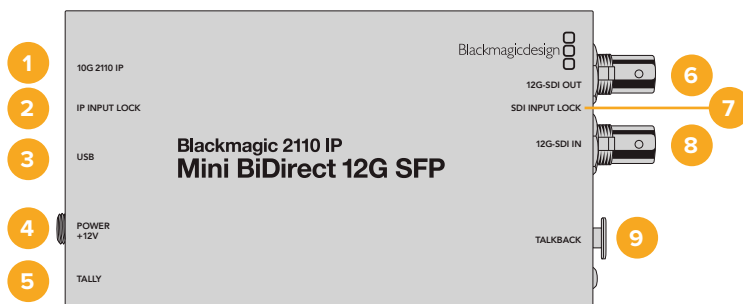 1
10G 2110 IP
2
IP INPUT LOCK
3
USB
4
POWER
+12V
5
TALLY
Blackmagic 2110 IP
Mini BiDirect 12G SFP
Blackmagicdesign
12G-SDI OUT
6
SDI INPUT LOCK
7
12G-SDI IN
8
TALKBACK
9